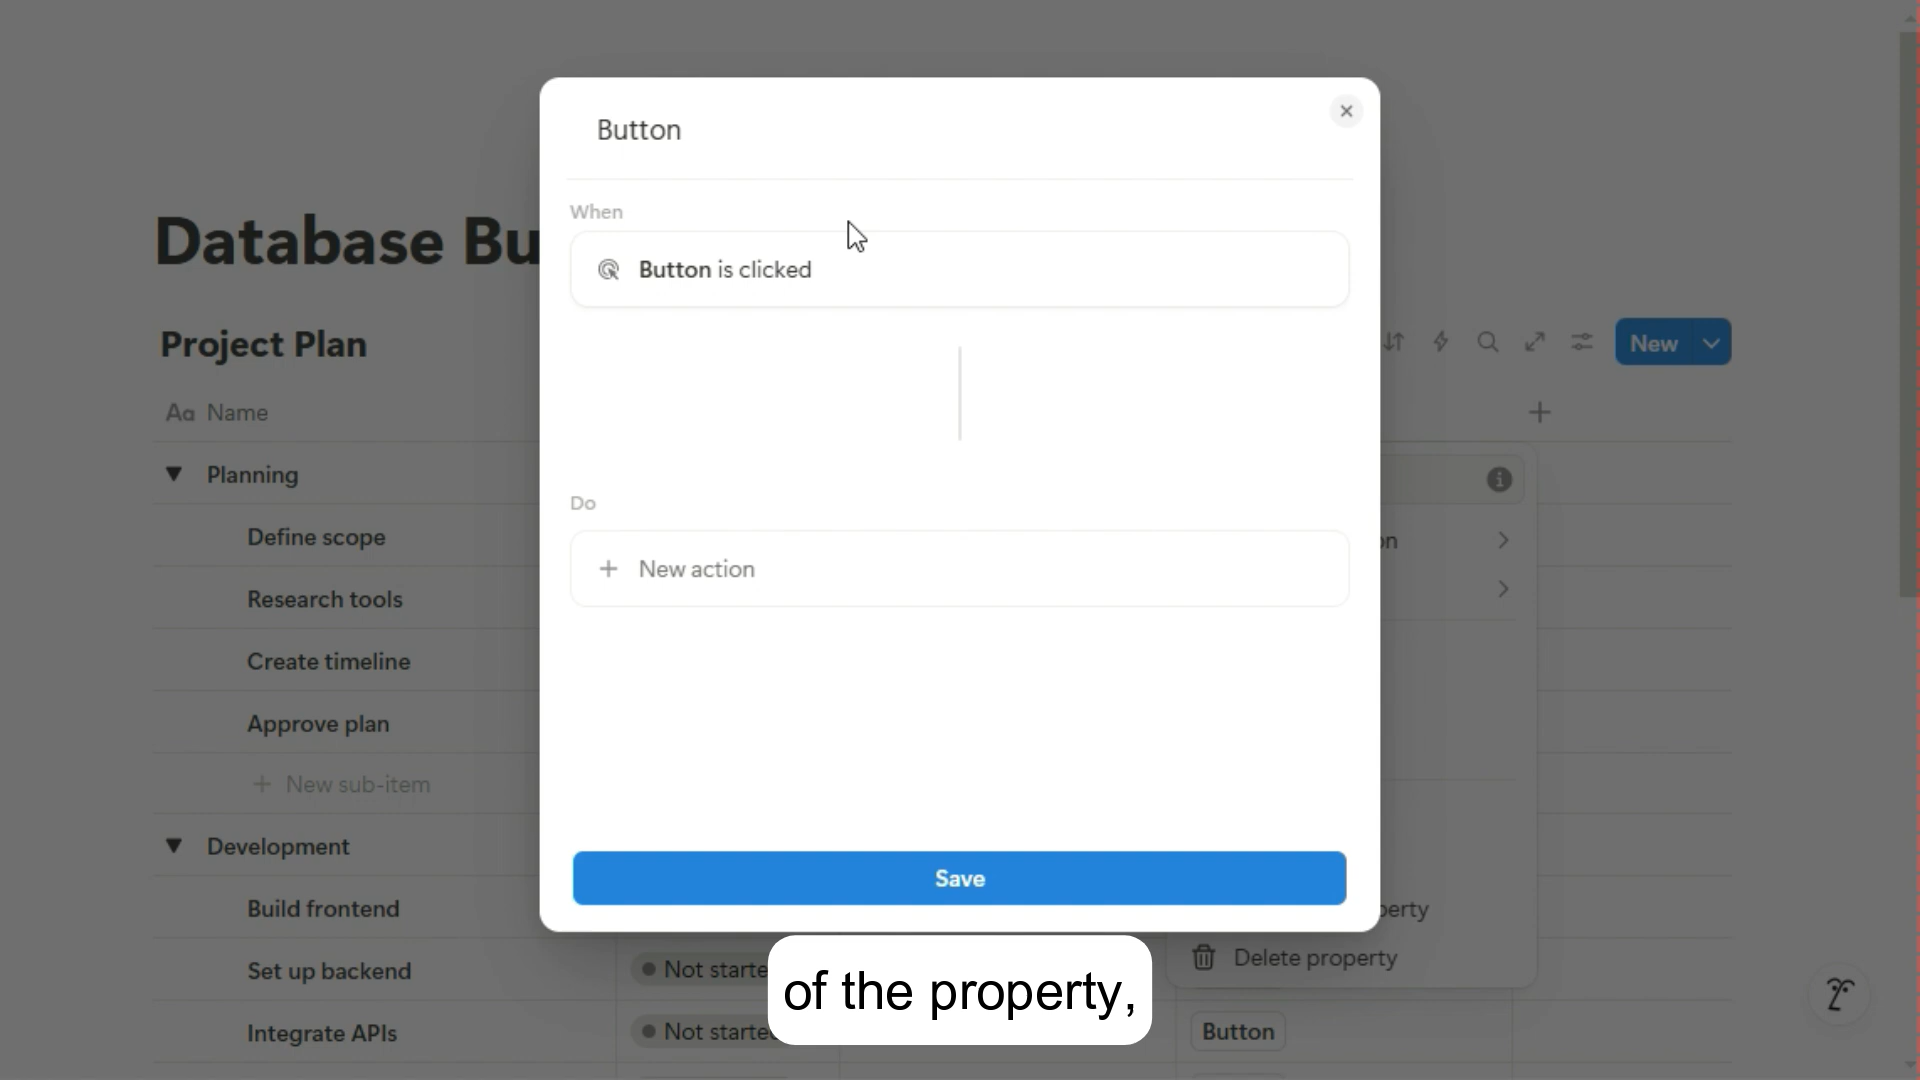 Button
When
Button is clicked
Do
+ New action
Save
Database Bu
Project Plan
New
Aa Name
Planning
Define scope
Research tools
Create timeline
Approve plan
+ New sub-item
Development
Build frontend
Set up backend
Not starte
Integrate APIs
Not starte
Button
on
perty
Delete property
of the property,